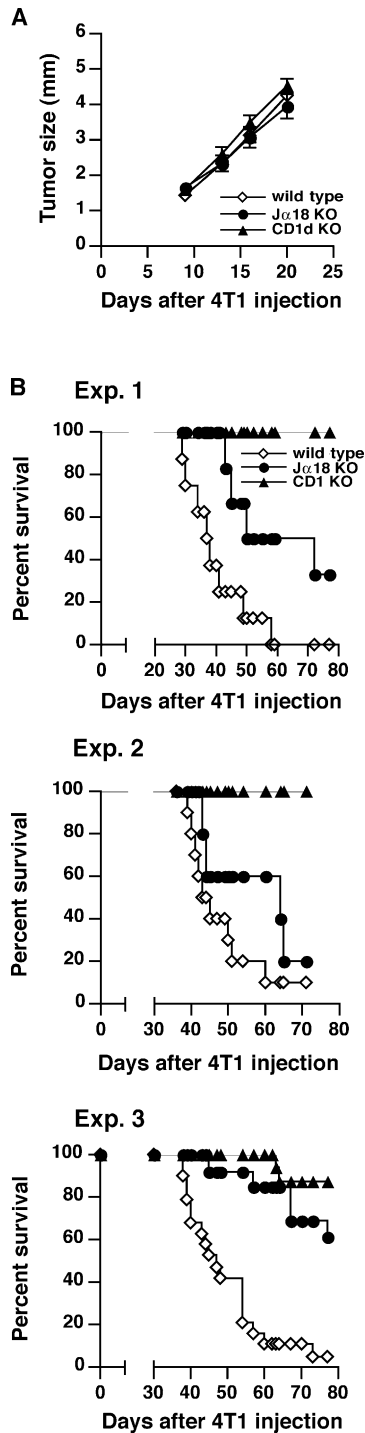 A
6
5
4
3
2
1
0
Tumor size (mm)
wild type
Jα18 KO
CD1d KO
0 5 10 15 20 25
Days after 4T1 injection
B Exp. 1
100
80
60
40
20
0
Percent survival
wild type
Jα18 KO
CD1 KO
0 20 30 40 50 60 70 80
Days after 4T1 injection
Exp. 2
100
80
60
40
20
0
Percent survival
0 30 40 50 60 70 80
Days after 4T1 injection
Exp. 3
100
80
60
40
20
0
Percent survival
0 30 40 50 60 70 80
Days after 4T1 injection